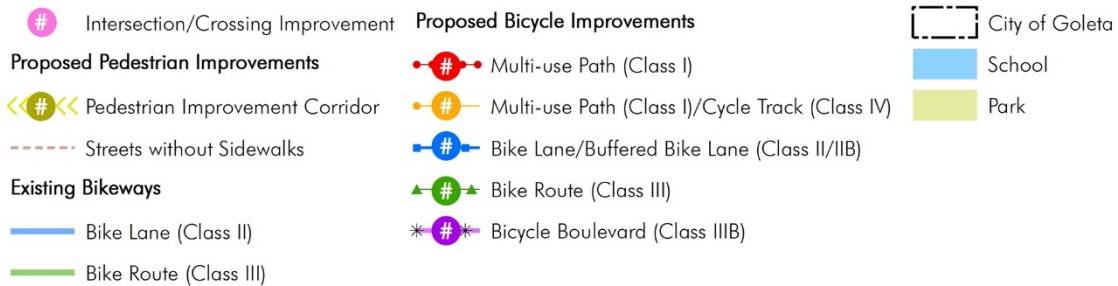 # Intersection/Crossing Improvement
Proposed Pedestrian Improvements
# Pedestrian Improvement Corridor
Streets without Sidewalks
Existing Bikeways
Bike Lane (Class II)
Bike Route (Class III)
Proposed Bicycle Improvements
# Multi-use Path (Class I)
# Multi-use Path (Class I)/Cycle Track (Class IV)
# Bike Lane/Buffered Bike Lane (Class II/IIB)
# Bike Route (Class III)
# Bicycle Boulevard (Class IIIB)
City of Goleta
School
Park